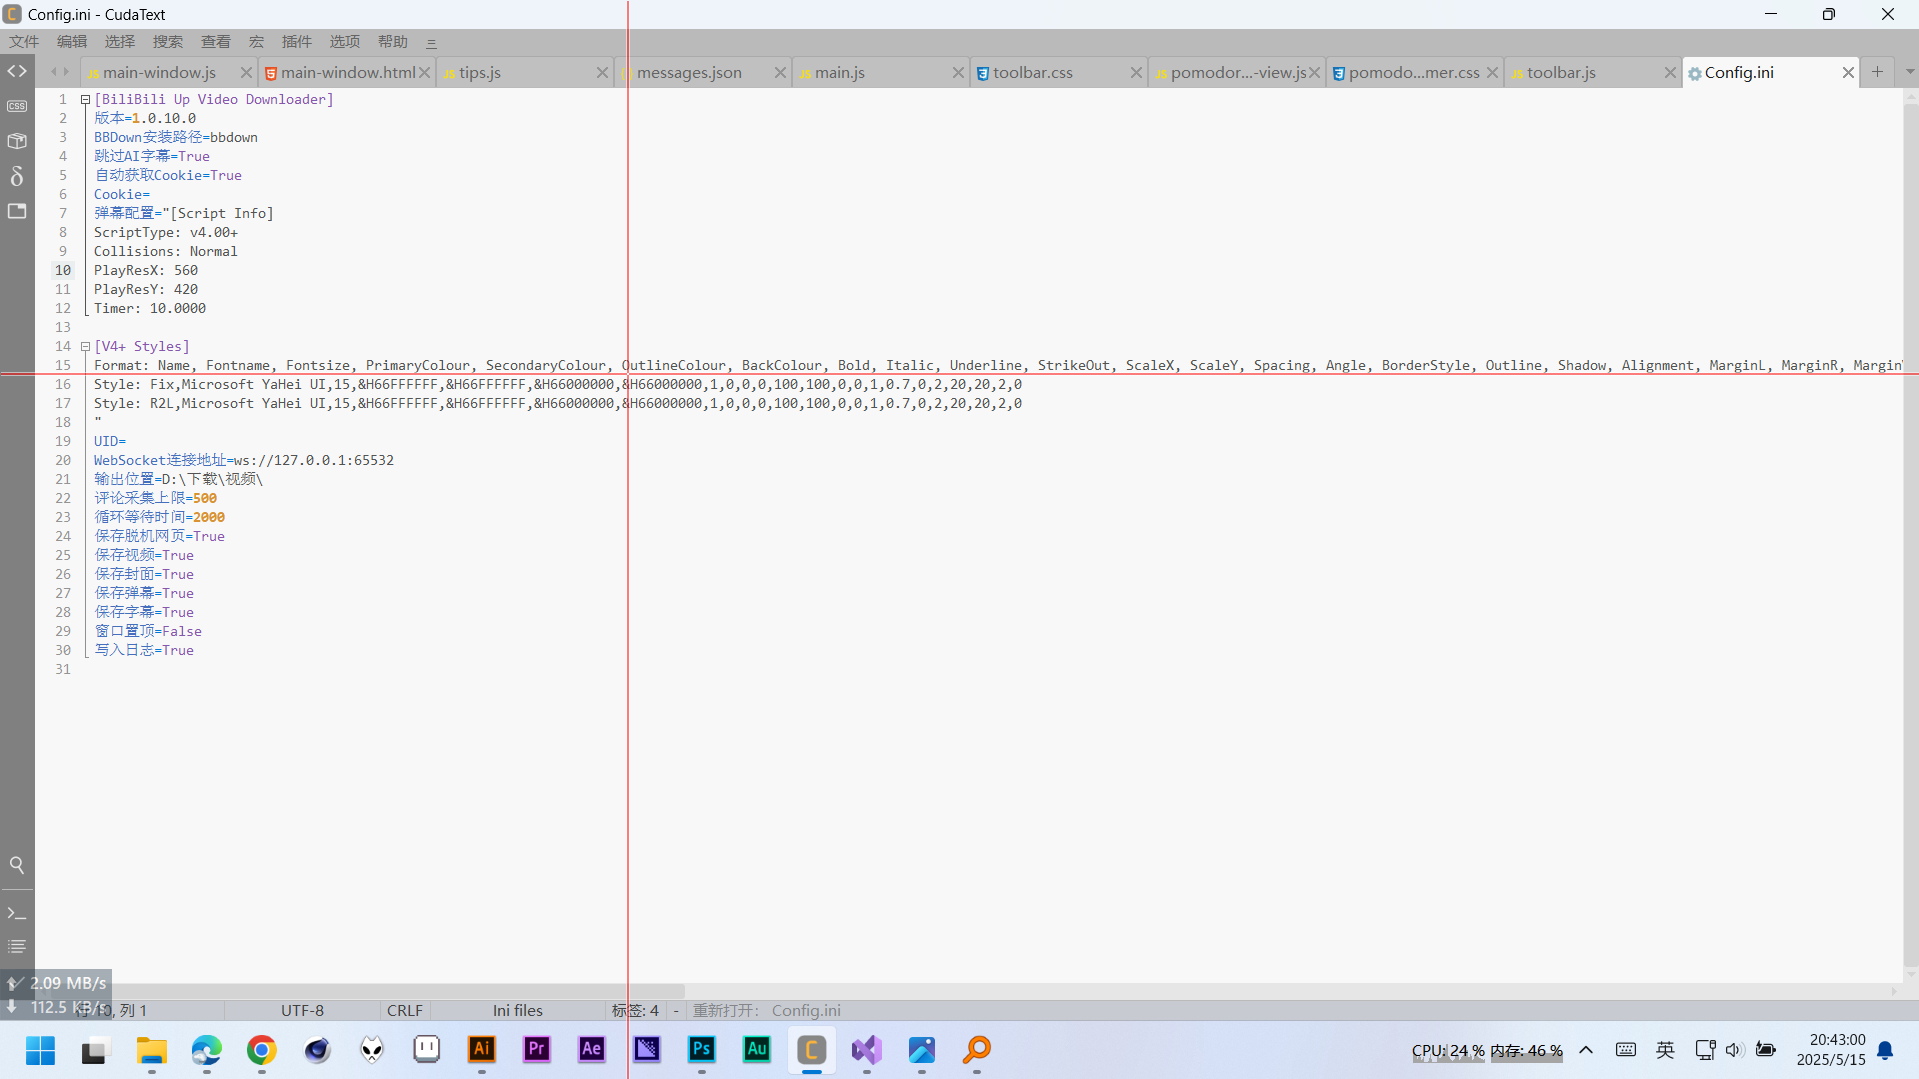 Config.ini - CudaText
文件 编辑 选择 搜索 查看 宏 插件 选项 帮助
JS main-window.js main-window.html JS tips.js messages.json JS main.js toolbar.css JS pomodor...-view.js pomodo...mer.css JS toolbar.js Config.ini
1 [BiliBili Up Video Downloader]
2 版本=1.0.10.0
3 BBDown安装路径=bbdown
4 跳过AI字幕=True
5 自动获取Cookie=True
6 Cookie=
7 弹幕配置="[Script Info]
8 ScriptType: v4.00+
9 Collisions: Normal
10 PlayResX: 560
11 PlayResY: 420
12 Timer: 10.0000
13
14 [V4+ Styles]
15 Format: Name, Fontname, Fontsize, PrimaryColour, SecondaryColour, OutlineColour, BackColour, Bold, Italic, Underline, StrikeOut, ScaleX, ScaleY, Spacing, Angle, BorderStyle, Outline, Shadow, Alignment, MarginL, MarginR, Margin
16 Style: Fix,Microsoft YaHei UI,15,&H66FFFFFF,&H66FFFFFF,&H66000000,&H66000000,1,0,0,0,100,100,0,0,1,0.7,0,2,20,20,2,0
17 Style: R2L,Microsoft YaHei UI,15,&H66FFFFFF,&H66FFFFFF,&H66000000,&H66000000,1,0,0,0,100,100,0,0,1,0.7,0,2,20,20,2,0
18 "
19 UID=
20 WebSocket连接地址=ws://127.0.0.1:65532
21 输出位置=D:\下载\视频\
22 评论采集上限=500
23 循环等待时间=2000
24 保存脱机网页=True
25 保存视频=True
26 保存封面=True
27 保存弹幕=True
28 保存字幕=True
29 窗口置顶=False
30 写入日志=True
31
CSS
2.09 MB/s
112.5 KB/s
行 10, 列 1 UTF-8 CRLF Ini files 标签: 4 - 重新打开: Config.ini
Ai Pr Ae Ps Au C
CPU: 24 % 内存: 46 % 英 20:43:00
2025/5/15